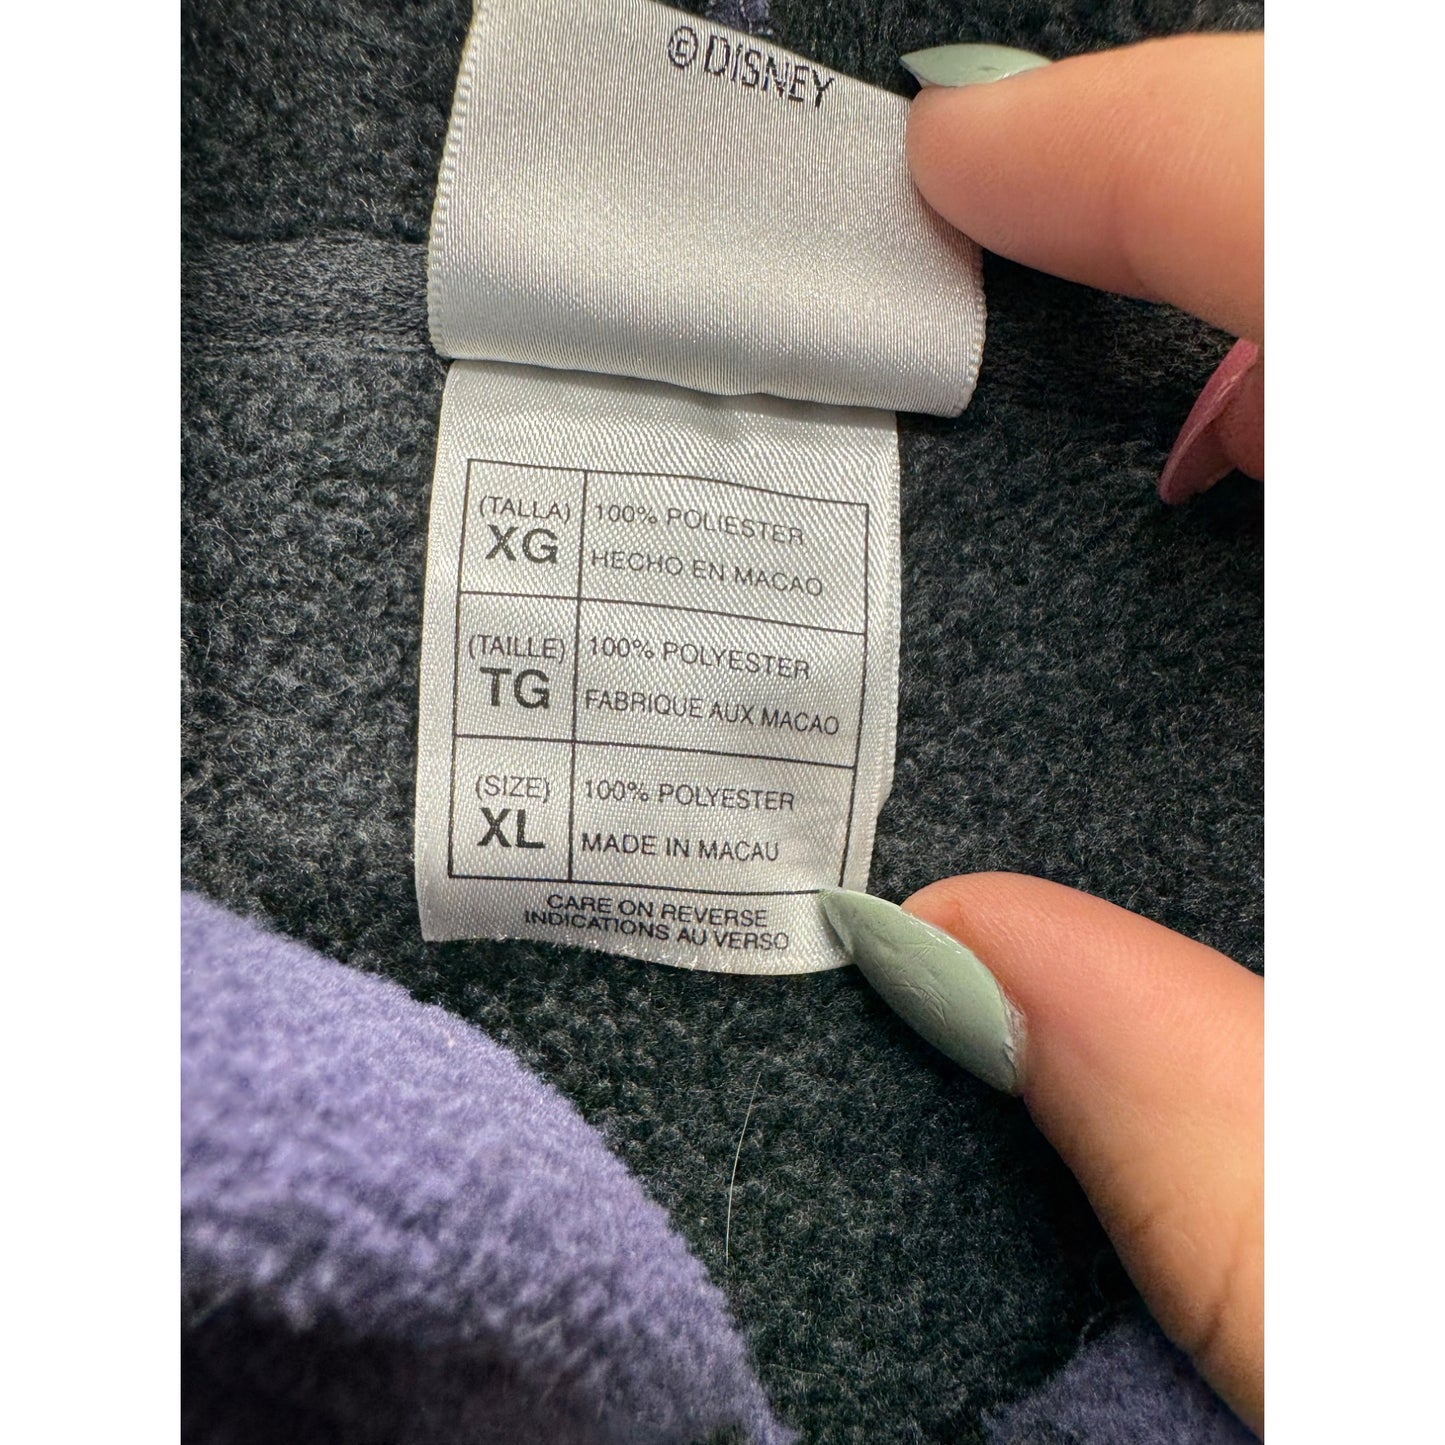 © DISNEY
(TALLA)
XG
100% POLIESTER
HECHO EN MACAO
(TAILLE)
TG
100% POLYESTER
FABRIQUE AUX MACAO
(SIZE)
XL
100% POLYESTER
MADE IN MACAU
CARE ON REVERSE
INDICATIONS AU VERSO